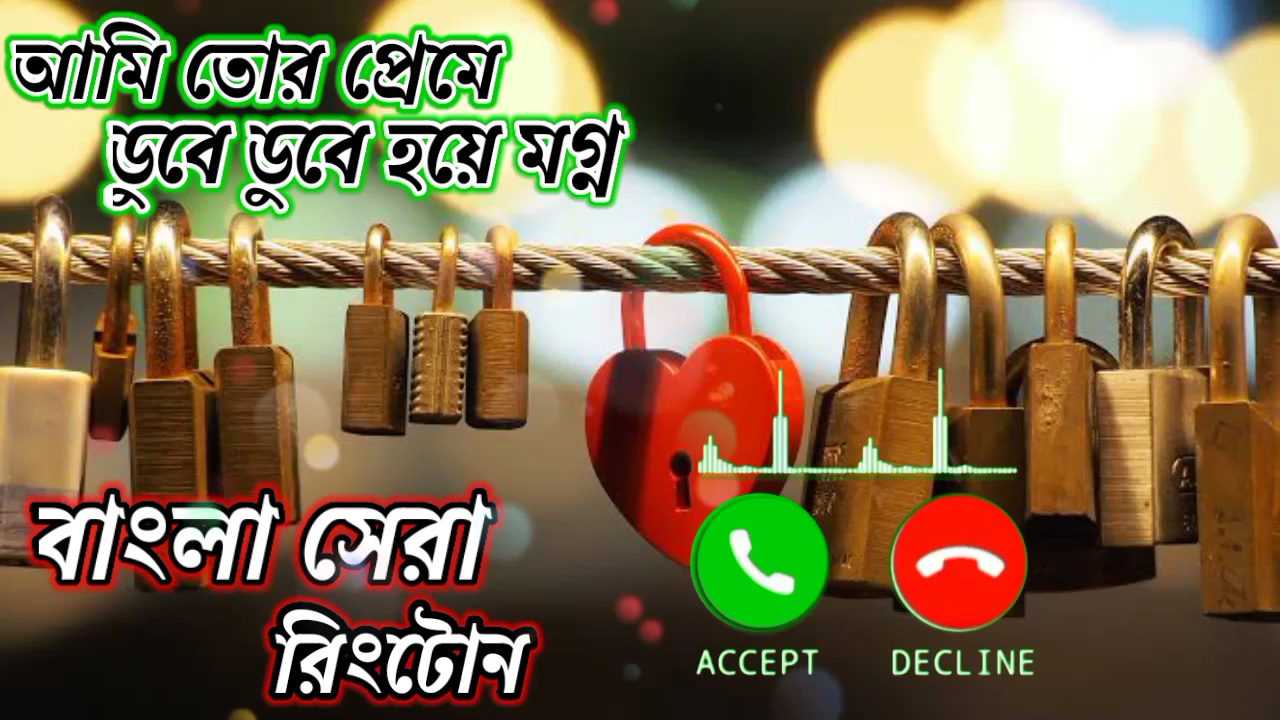 আমি তোর প্রেমে
ডুবে ডুবে হয়ে মগ্ন
বাংলা সেরা
রিংটোন
ACCEPT DECLINE